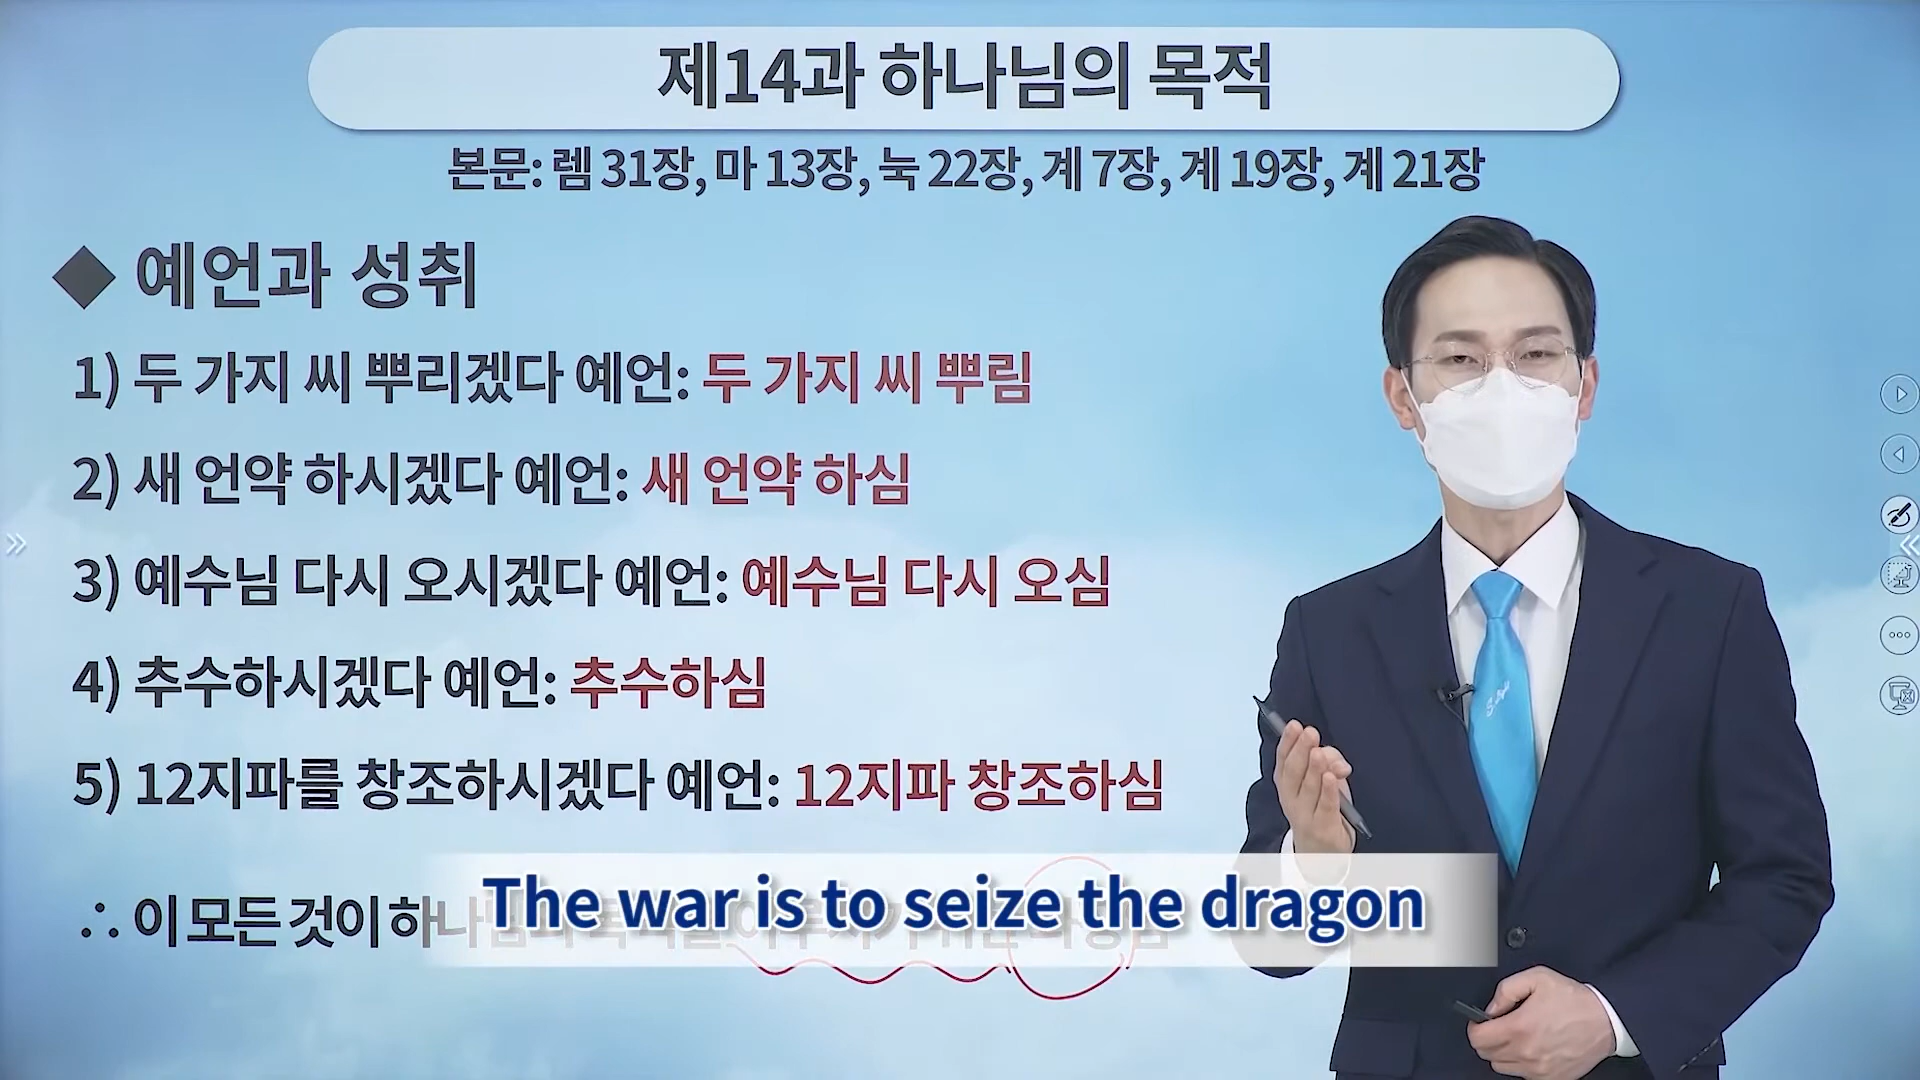 제14과 하나님의 목적
본문: 렘 31장, 마 13장, 눅 22장, 계 7장, 계 19장, 계 21장
◆ 예언과 성취
1) 두 가지 씨 뿌리겠다 예언: 두 가지 씨 뿌림
2) 새 언약 하시겠다 예언: 새 언약 하심
3) 예수님 다시 오시겠다 예언: 예수님 다시 오심
4) 추수하시겠다 예언: 추수하심
5) 12지파를 창조하시겠다 예언: 12지파 창조하심
∴ 이 모든 것이
The war is to seize the dragon